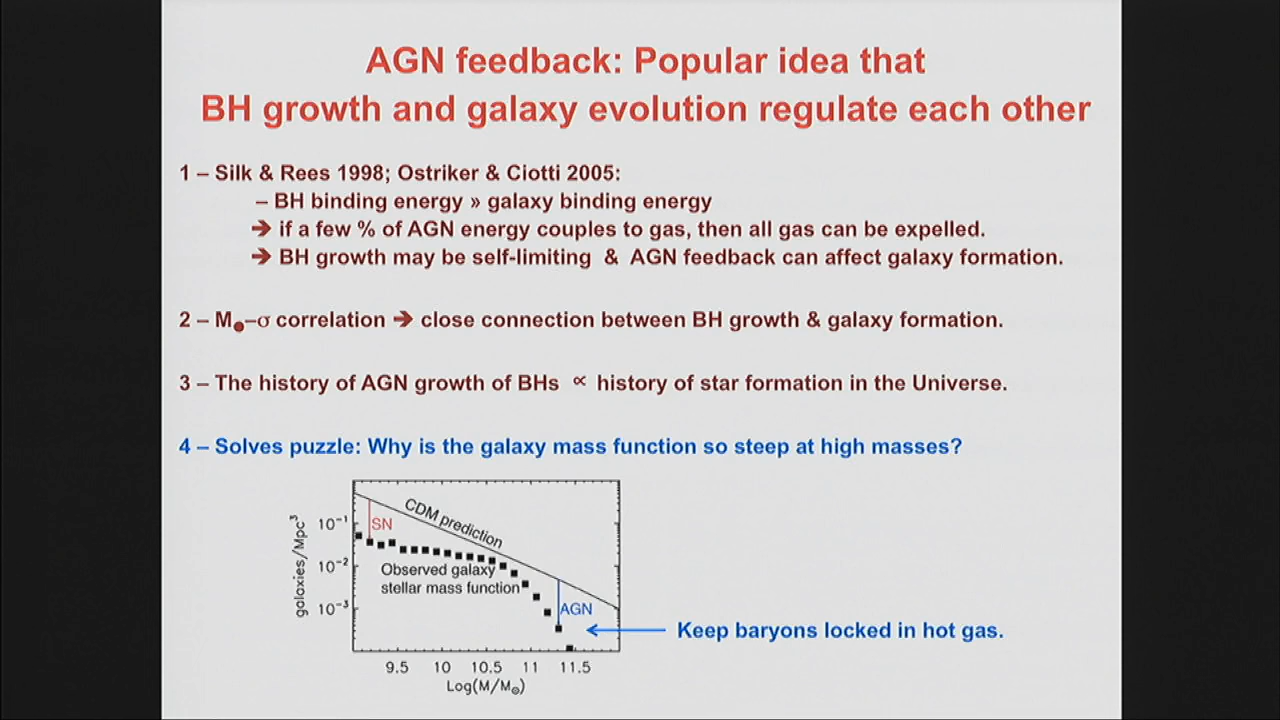 AGN feedback: Popular idea that
BH growth and galaxy evolution regulate each other
1 – Silk & Rees 1998; Ostriker & Ciotti 2005:
– BH binding energy » galaxy binding energy
➔ if a few % of AGN energy couples to gas, then all gas can be expelled.
➔ BH growth may be self-limiting & AGN feedback can affect galaxy formation.
2 – M●–σ correlation ➔ close connection between BH growth & galaxy formation.
3 – The history of AGN growth of BHs ∝ history of star formation in the Universe.
4 – Solves puzzle: Why is the galaxy mass function so steep at high masses?
galaxies/Mpc³
10⁻¹
10⁻²
10⁻³
SN
CDM prediction
Observed galaxy
stellar mass function
AGN
Keep baryons locked in hot gas.
9.5 10 10.5 11 11.5
Log(M/M⊙)